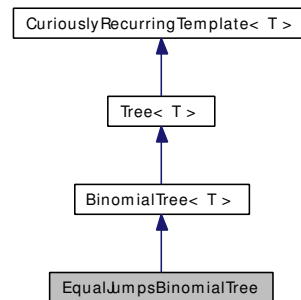 CuriouslyRecurringTemplate< T >
Tree< T >
BinomialTree< T >
EqualJumpsBinomialTree